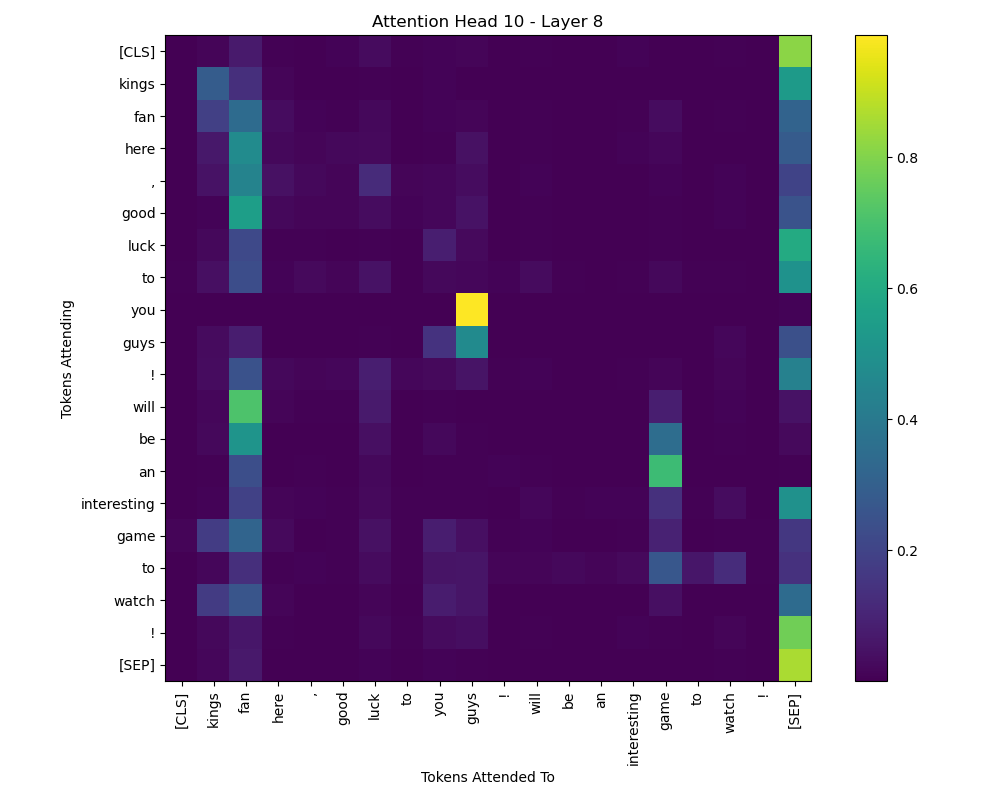 Attention Head 10 - Layer 8
Tokens Attending
[CLS]
kings
fan
here
,
good
luck
to
you
guys
!
will
be
an
interesting
game
to
watch
!
[SEP]
[CLS]
kings
fan
here
,
good
luck
to
you
guys
!
will
be
an
interesting
game
to
watch
!
[SEP]
Tokens Attended To
0.8
0.6
0.4
0.2